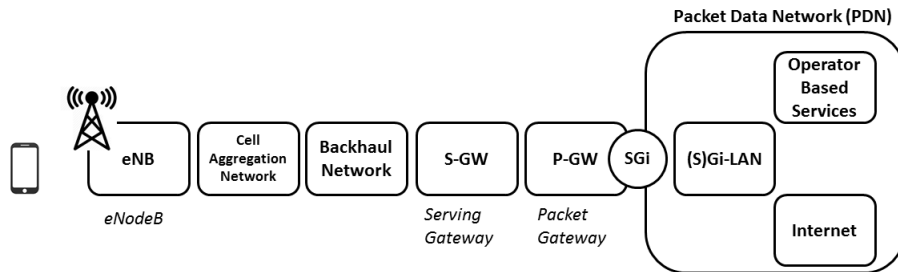 Packet Data Network (PDN)
Operator
Based
Services
eNB
Cell
Aggregation
Network
Backhaul
Network
S-GW
P-GW
SGi
(S)Gi-LAN
eNodeB
Serving
Gateway
Packet
Gateway
Internet